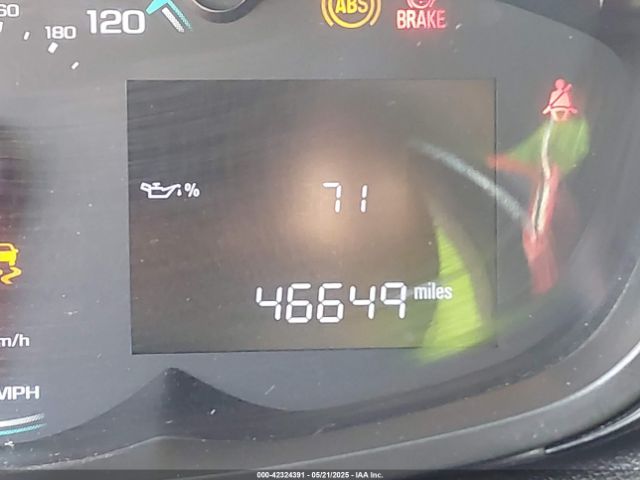 60
180 120
ABS
BRAKE
% 71
46649 miles
m/h
MPH
000-42324391 - 05/21/2025 - IAA Inc.